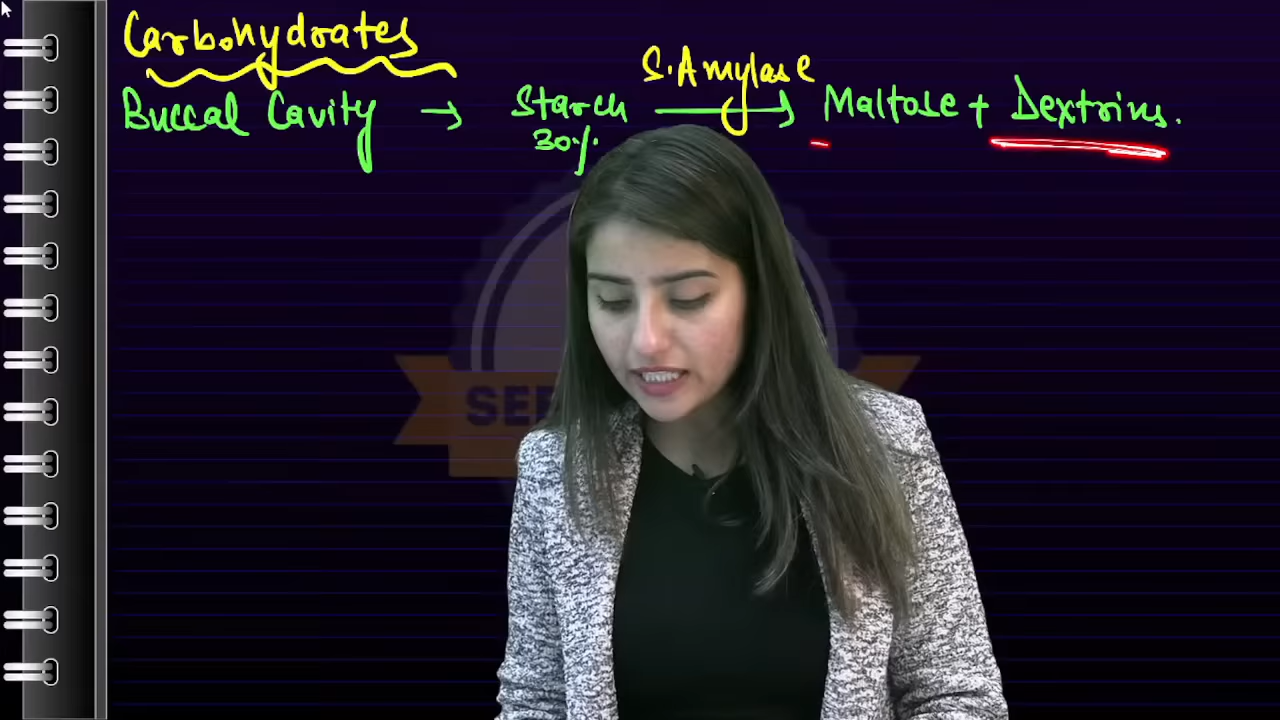 Carbohydrates
S.Amylase
Buccal Cavity → Starch → Maltose + Dextrins.
30%